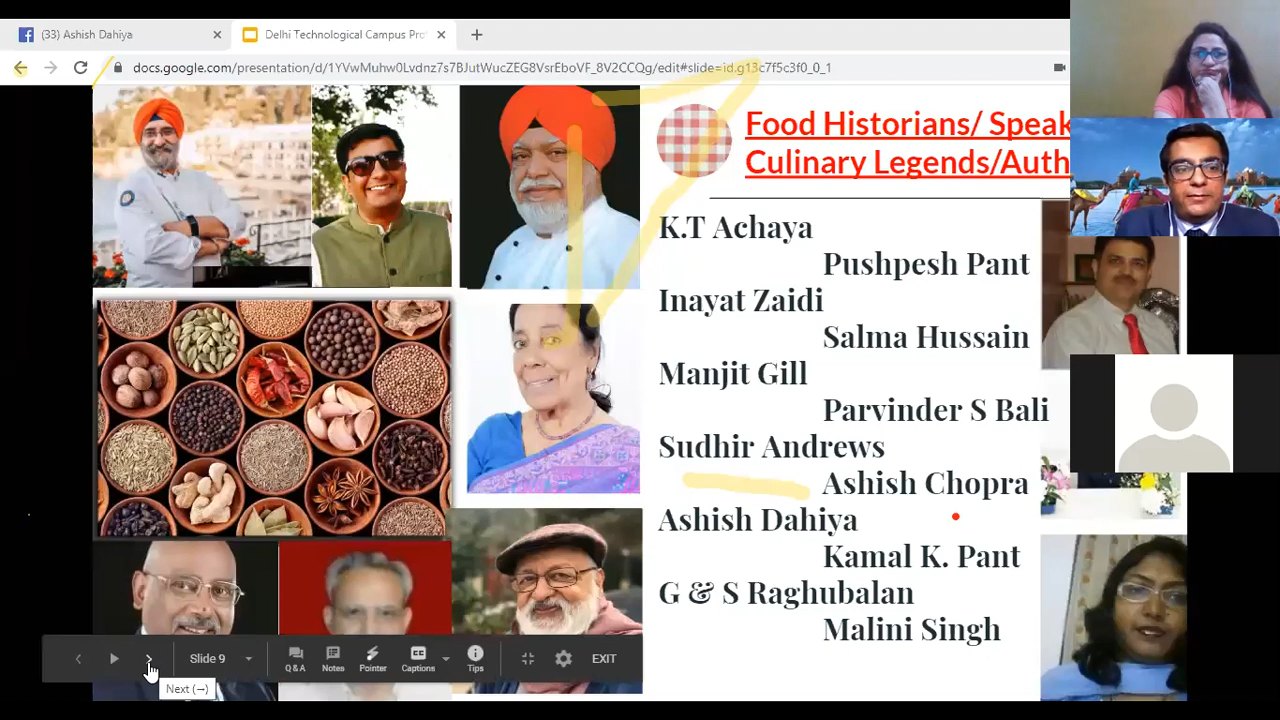 (33) Ashish Dahiya
Delhi Technological Campus Pro
docs.google.com/presentation/d/1YVwMuhw0Lvdnz7s7BJutWucZEG8VsrEboVF_8V2CCQg/edit#slide=id.g13c7f5c3f0_0_1
Food Historians/ Speak
Culinary Legends/Auth
K.T Achaya
Pushpesh Pant
Inayat Zaidi
Salma Hussain
Manjit Gill
Parvinder S Bali
Sudhir Andrews
Ashish Chopra
Ashish Dahiya
Kamal K. Pant
G & S Raghubalan
Malini Singh
Slide 9
Q & A
Notes
Pointer
Captions
Tips
EXIT
Next (→)